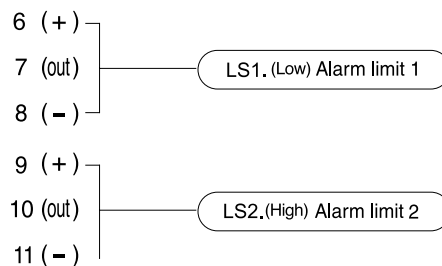 6 (+)
7 (out)
8 (−)
LS1. (Low) Alarm limit 1
9 (+)
10 (out)
11 (−)
LS2. (High) Alarm limit 2